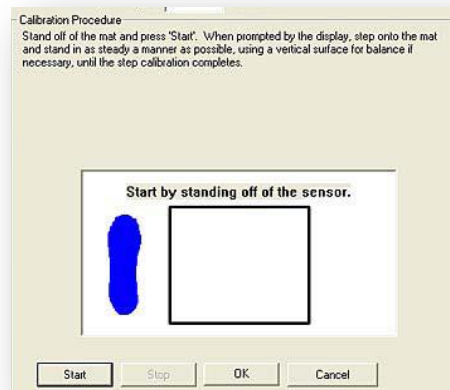 Calibration Procedure
Stand off of the mat and press 'Start'. When prompted by the display, step onto the mat
and stand in as steady a manner as possible, using a vertical surface for balance if
necessary, until the step calibration completes.
Start by standing off of the sensor.
Start Stop OK Cancel